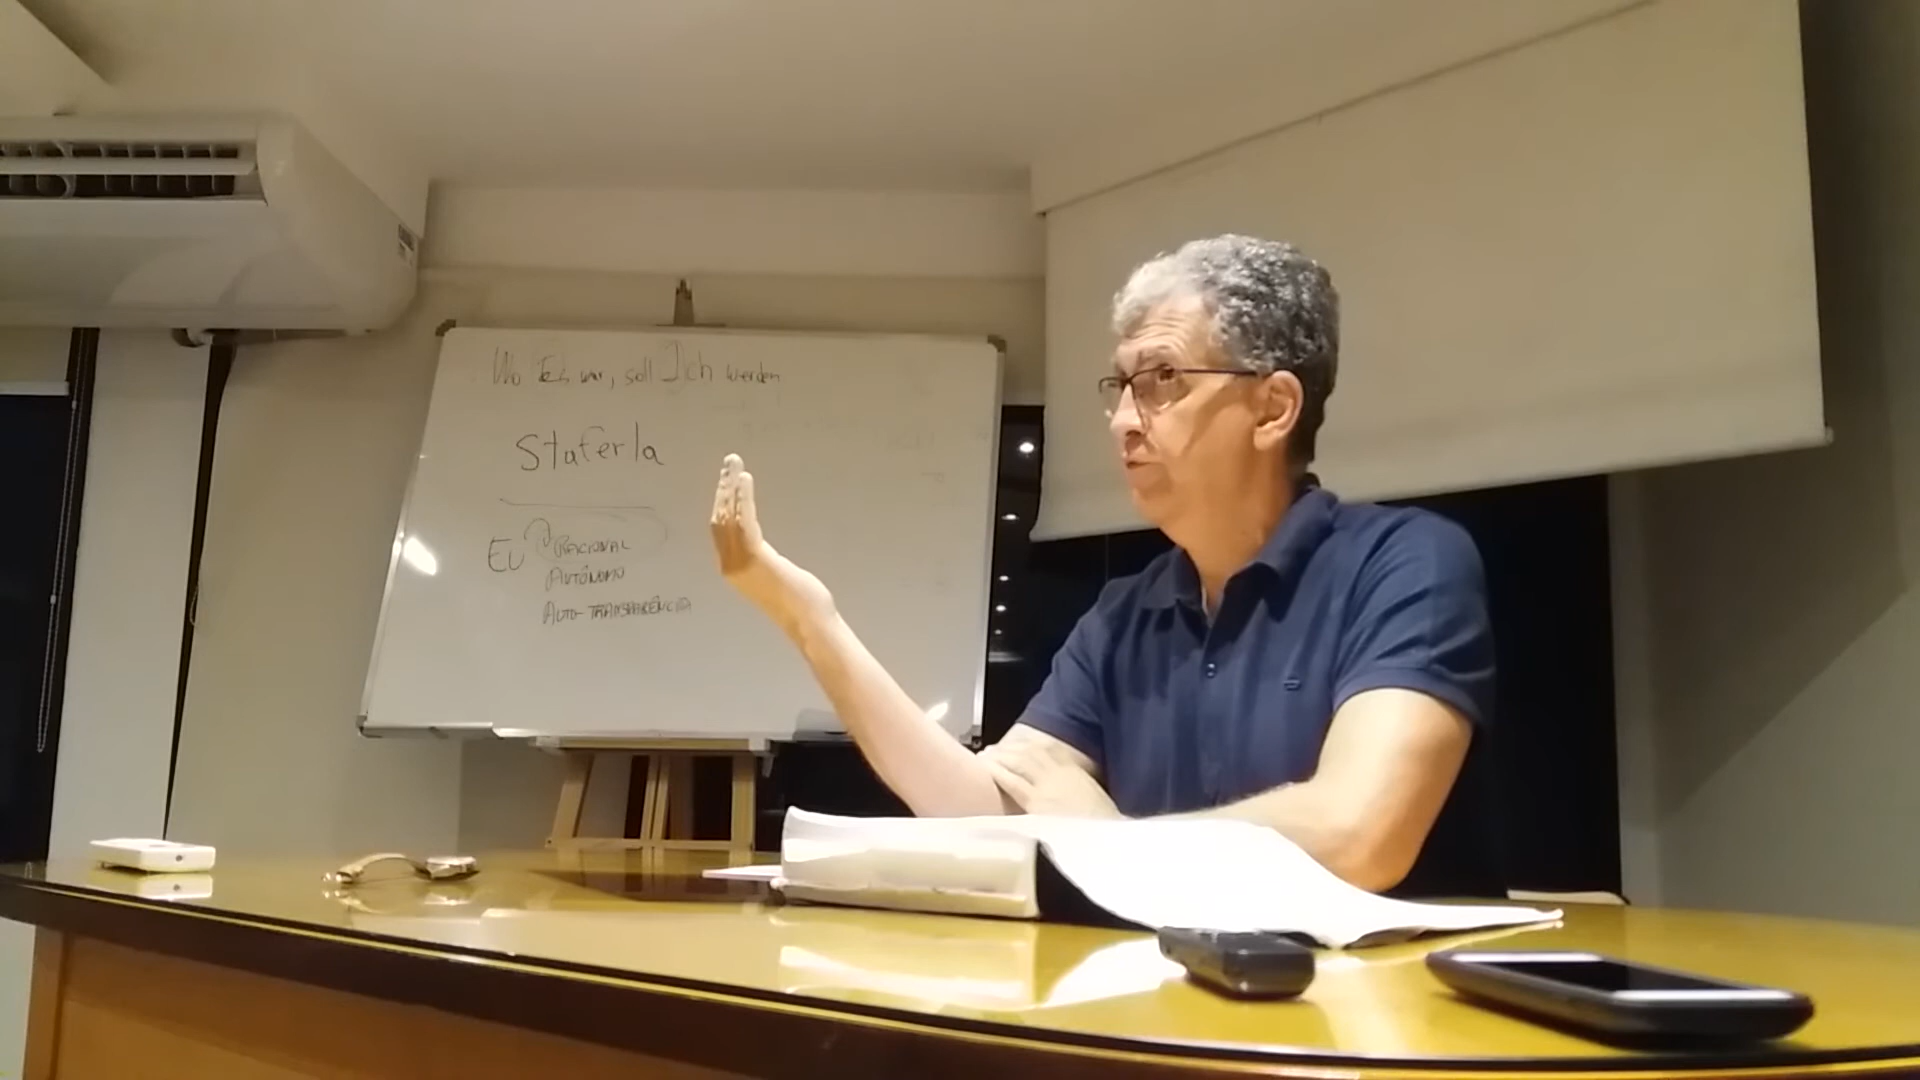 Wo Es war, soll Ich werden
Staferla
EU RACIONAL
AUTÔNOMO
AUTO-TRANSPARÊNCIA